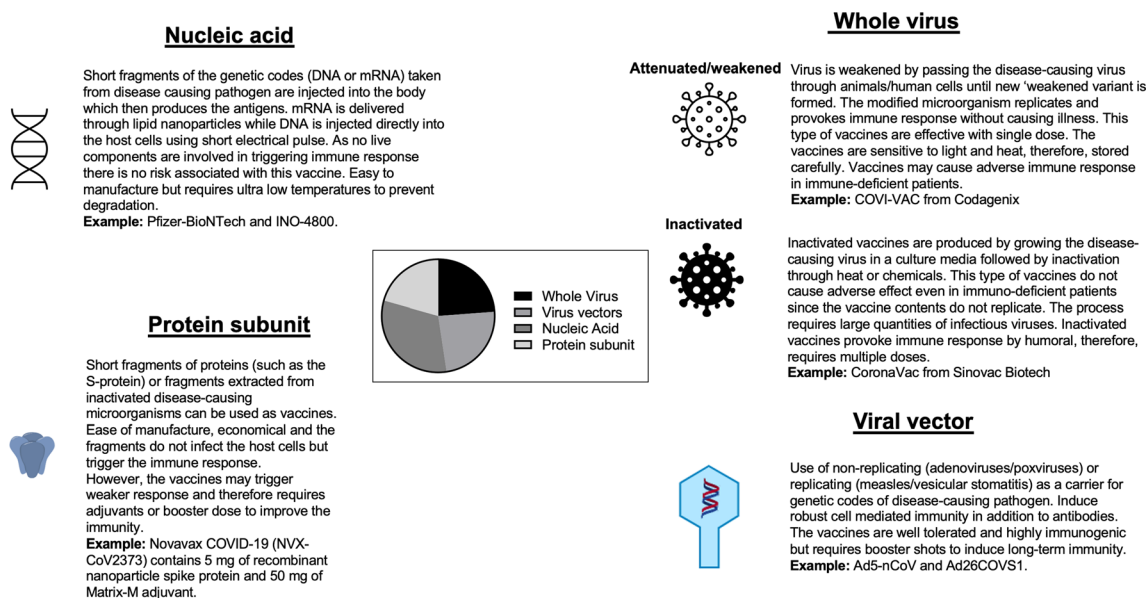 Nucleic acid
Short fragments of the genetic codes (DNA or mRNA) taken
from disease causing pathogen are injected into the body
which then produces the antigens. mRNA is delivered
through lipid nanoparticles while DNA is injected directly into
the host cells using short electrical pulse. As no live
components are involved in triggering immune response
there is no risk associated with this vaccine. Easy to
manufacture but requires ultra low temperatures to prevent
degradation.
Example: Pfizer-BioNTech and INO-4800.
Protein subunit
Short fragments of proteins (such as the
S-protein) or fragments extracted from
inactivated disease-causing
microorganisms can be used as vaccines.
Ease of manufacture, economical and the
fragments do not infect the host cells but
trigger the immune response.
However, the vaccines may trigger
weaker response and therefore requires
adjuvants or booster dose to improve the
immunity.
Example: Novavax COVID-19 (NVX-
CoV2373) contains 5 mg of recombinant
nanoparticle spike protein and 50 mg of
Matrix-M adjuvant.
Whole Virus
Virus vectors
Nucleic Acid
Protein subunit
Whole virus
Attenuated/weakened
Virus is weakened by passing the disease-causing virus
through animals/human cells until new ‘weakened variant is
formed. The modified microorganism replicates and
provokes immune response without causing illness. This
type of vaccines are effective with single dose. The
vaccines are sensitive to light and heat, therefore, stored
carefully. Vaccines may cause adverse immune response
in immune-deficient patients.
Example: COVI-VAC from Codagenix
Inactivated
Inactivated vaccines are produced by growing the disease-
causing virus in a culture media followed by inactivation
through heat or chemicals. This type of vaccines do not
cause adverse effect even in immuno-deficient patients
since the vaccine contents do not replicate. The process
requires large quantities of infectious viruses. Inactivated
vaccines provoke immune response by humoral, therefore,
requires multiple doses.
Example: CoronaVac from Sinovac Biotech
Viral vector
Use of non-replicating (adenoviruses/poxviruses) or
replicating (measles/vesicular stomatitis) as a carrier for
genetic codes of disease-causing pathogen. Induce
robust cell mediated immunity in addition to antibodies.
The vaccines are well tolerated and highly immunogenic
but requires booster shots to induce long-term immunity.
Example: Ad5-nCoV and Ad26COVS1.